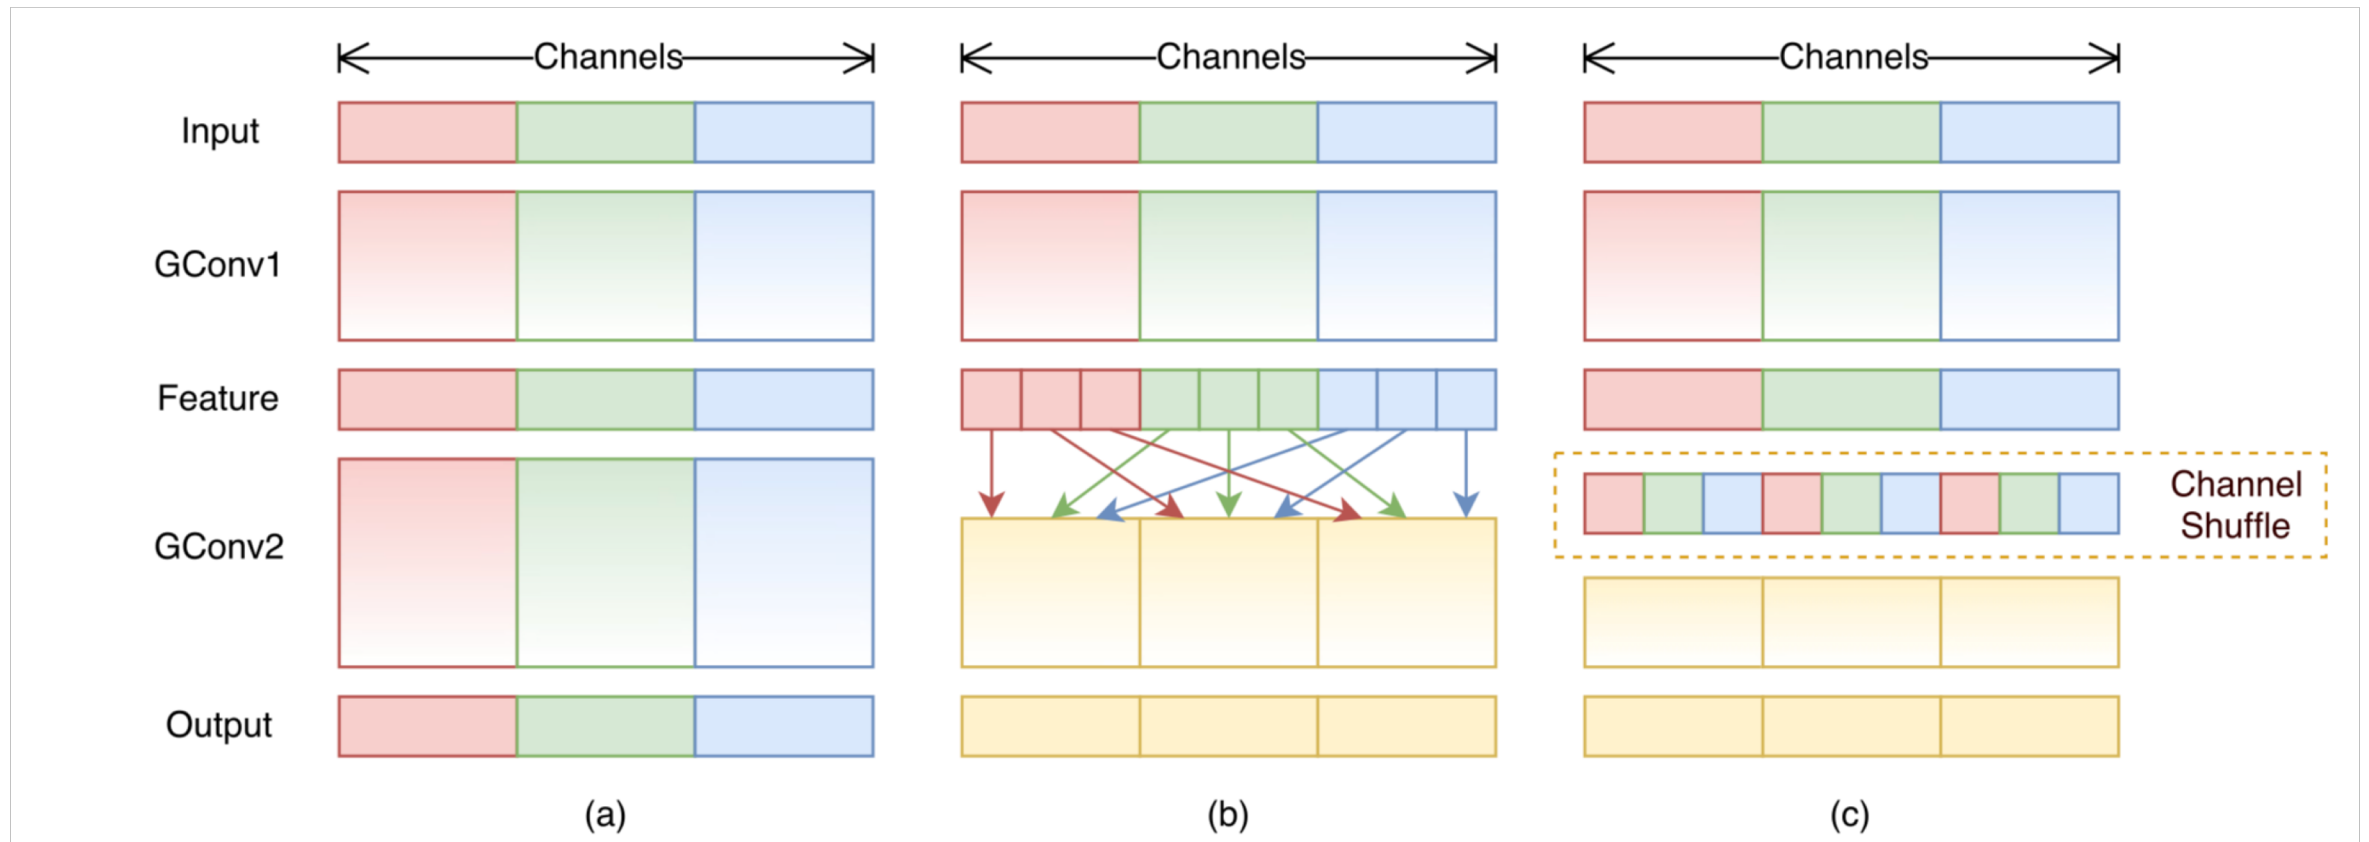 Channels
Channels
Channels
Input
GConv1
Feature
Channel
Shuffle
GConv2
Output
(a)
(b)
(c)